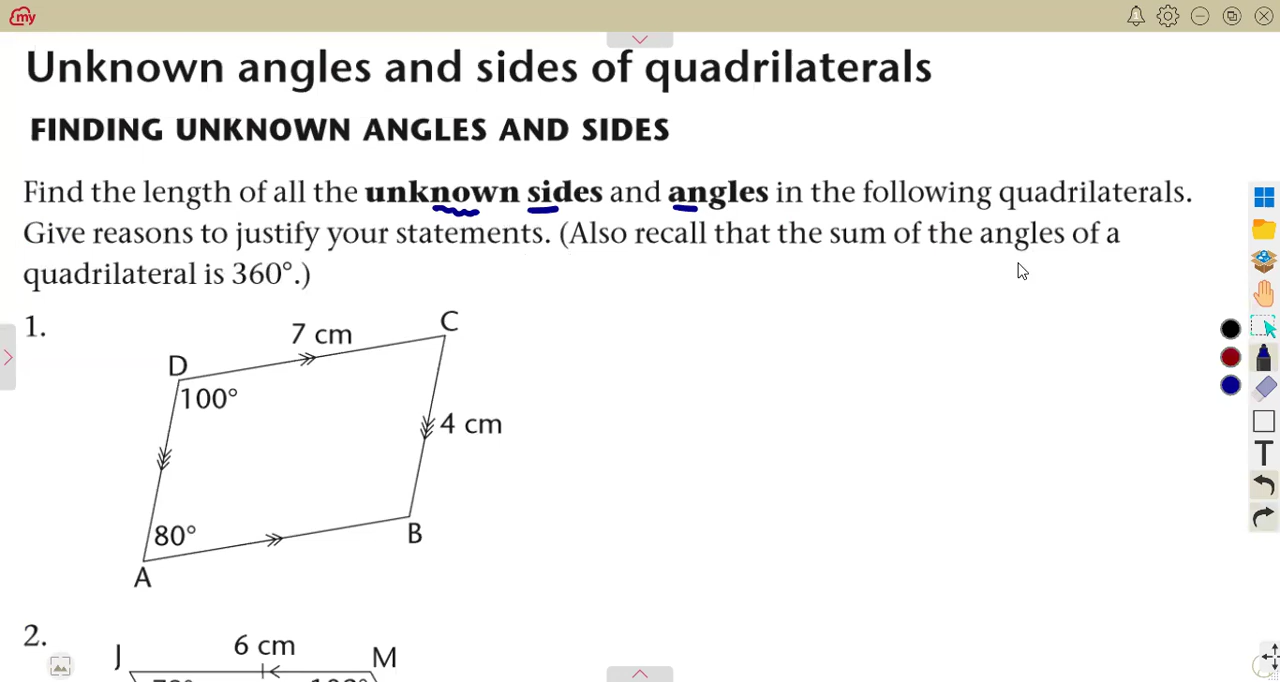 my
Unknown angles and sides of quadrilaterals
FINDING UNKNOWN ANGLES AND SIDES
Find the length of all the unknown sides and angles in the following quadrilaterals.
Give reasons to justify your statements. (Also recall that the sum of the angles of a
quadrilateral is 360°.)
1.
7 cm
C
D
100°
4 cm
80°
B
A
2.
6 cm
J
M
T